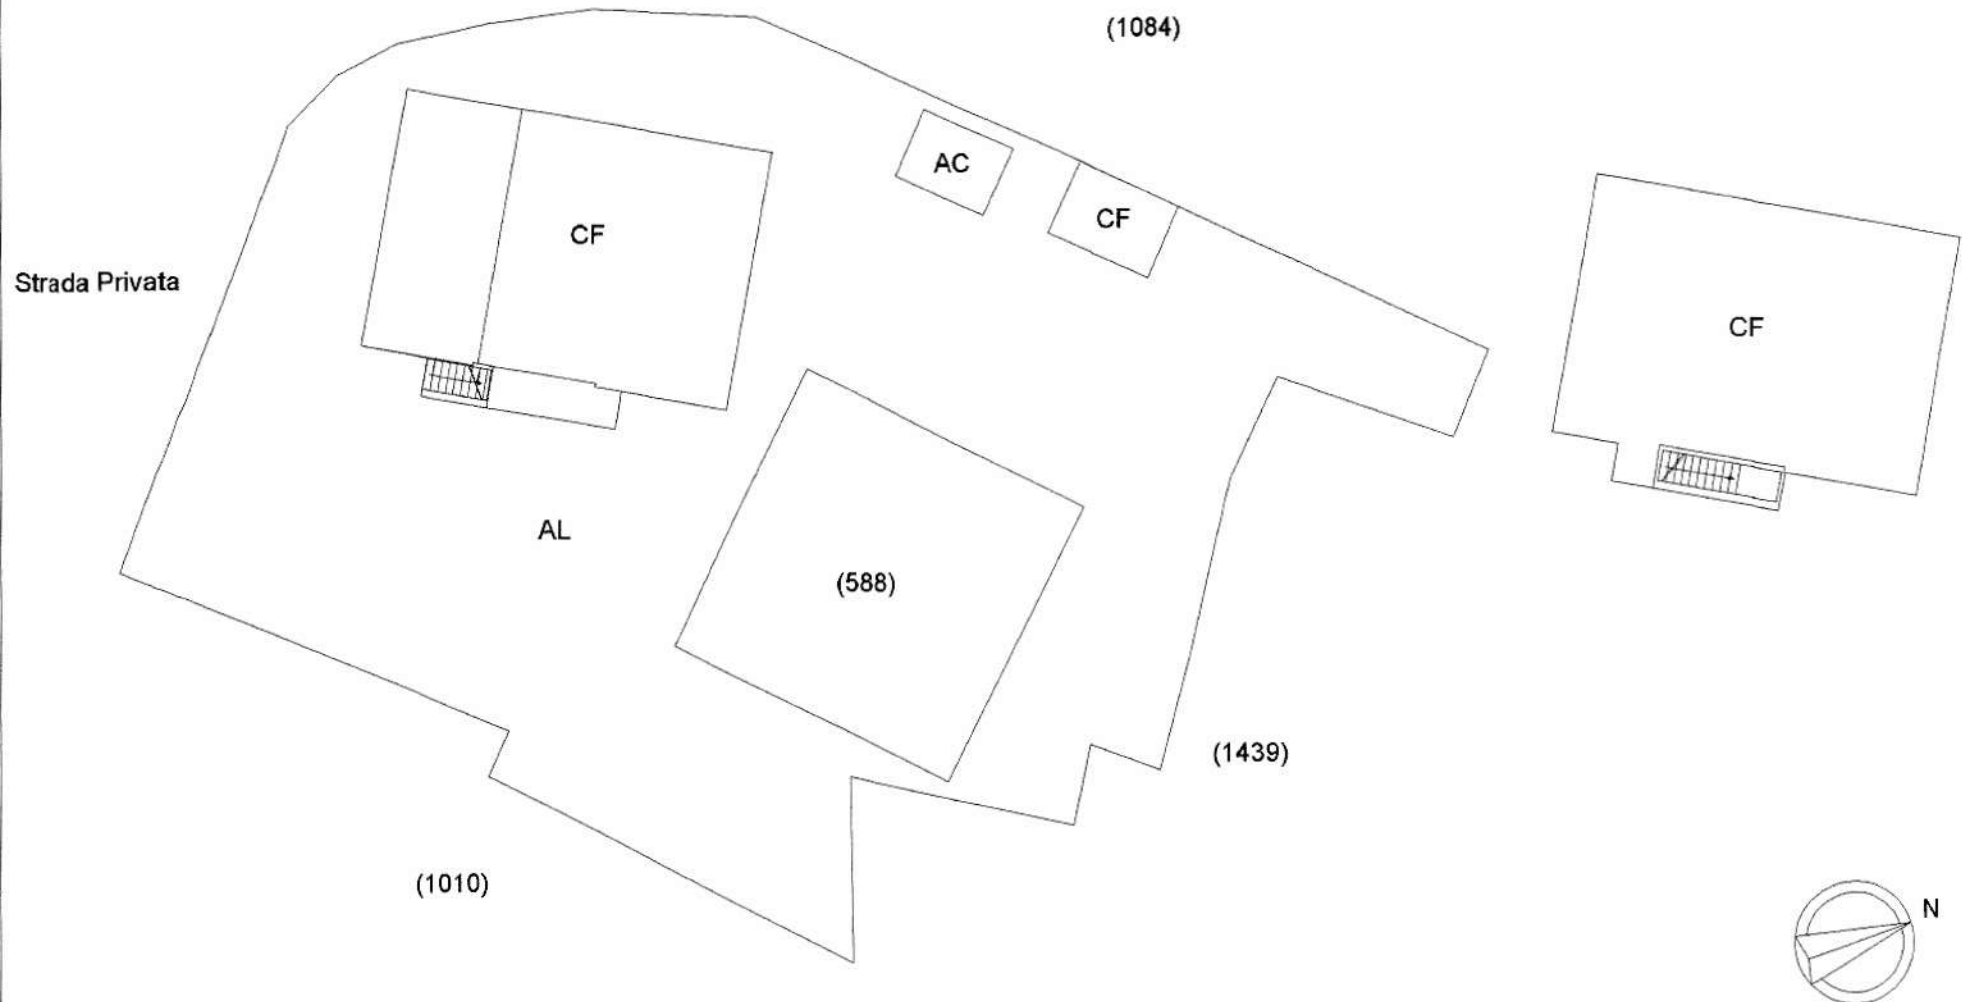 (1084)
AC
CF
CF
Strada Privata
CF
AL
(588)
(1439)
(1010)
N